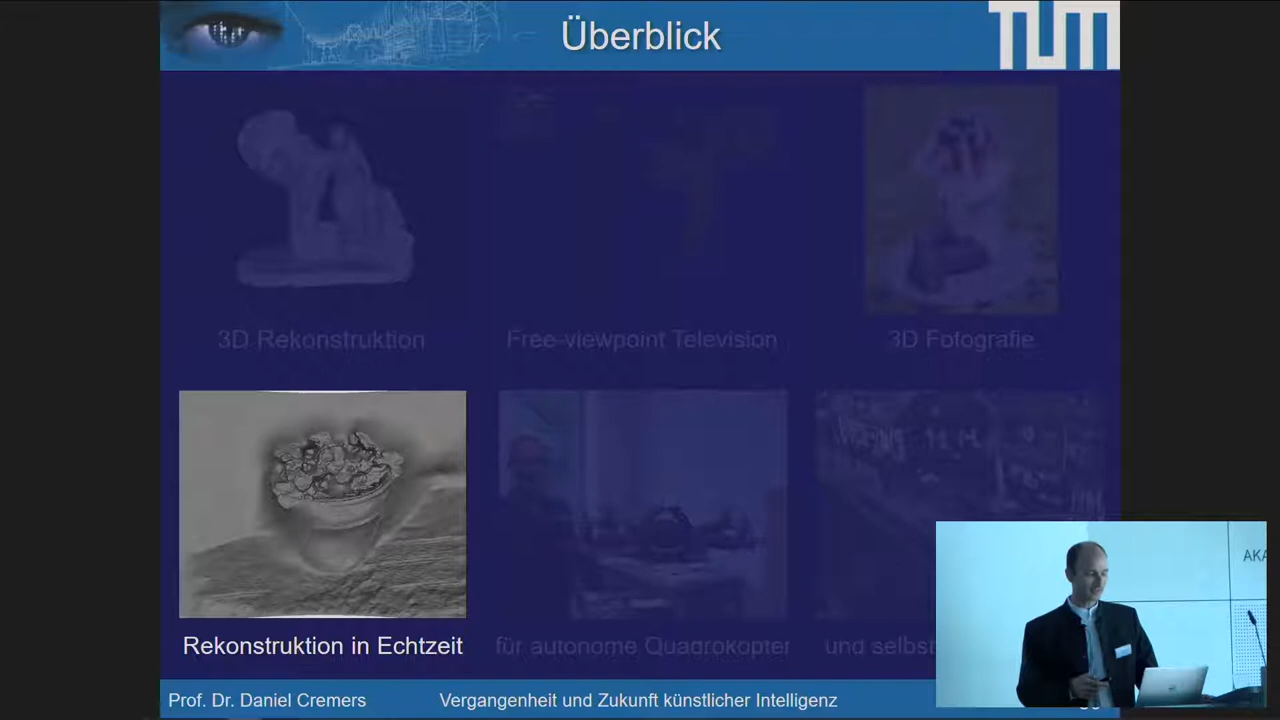 Überblick
TUM
3D Rekonstruktion
Free-viewpoint Television
3D Fotografie
Rekonstruktion in Echtzeit
für autonome Quadrokopter
und selbst
AKA
Prof. Dr. Daniel Cremers
Vergangenheit und Zukunft künstlicher Intelligenz